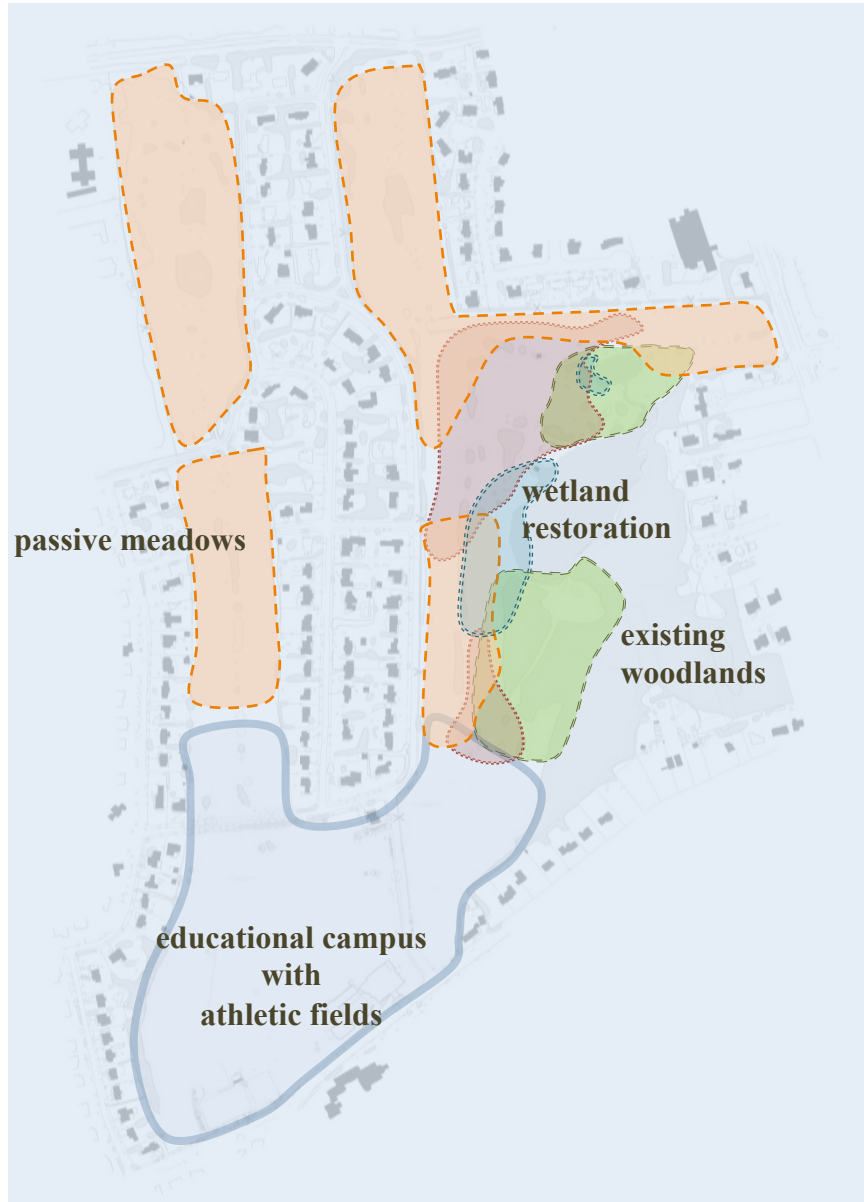 wetland
restoration
passive meadows
existing
woodlands
educational campus
with
athletic fields